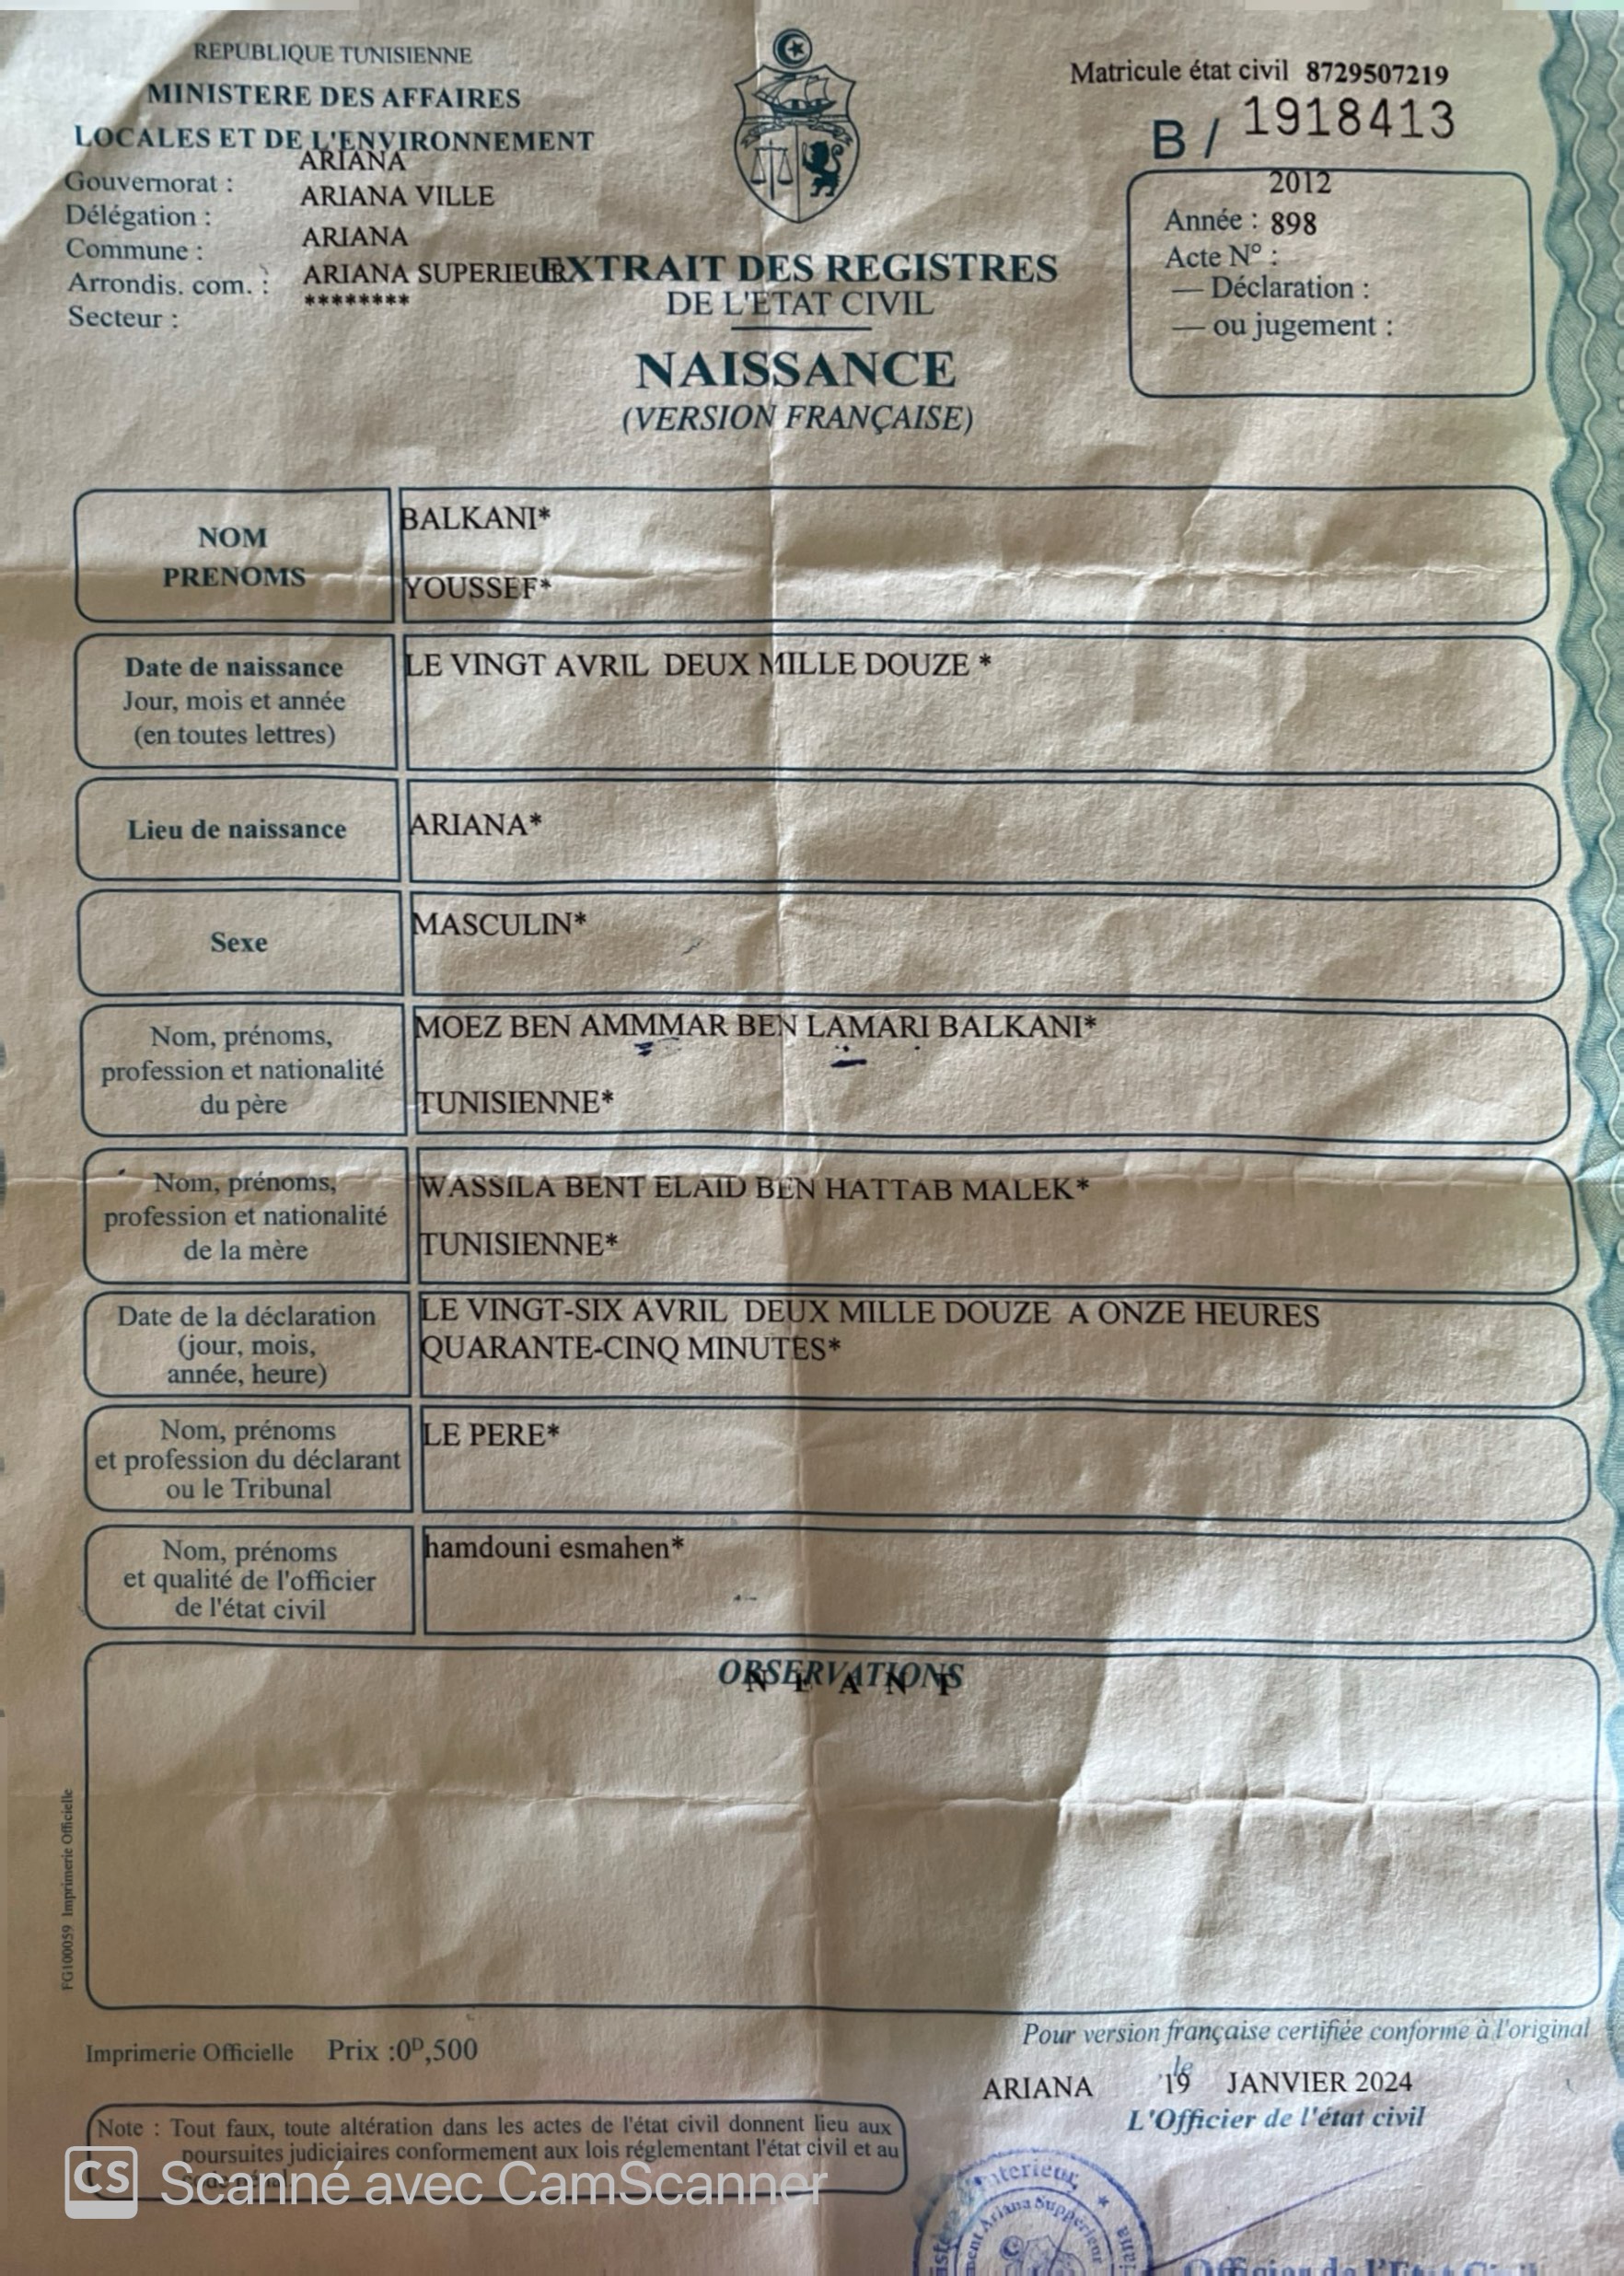 REPUBLIQUE TUNISIENNE
MINISTERE DES AFFAIRES
LOCALES ET DE L'ENVIRONNEMENT
Gouvernorat : ARIANA
Délégation : ARIANA VILLE
Commune : ARIANA
Arrondis. com. : ARIANA SUPERIEUR
Secteur : ********
EXTRAIT DES REGISTRES
DE L'ETAT CIVIL
NAISSANCE
(VERSION FRANÇAISE)
Matricule état civil 8729507219
B / 1918413
2012
Année : 898
Acte N° :
— Déclaration :
— ou jugement :
NOM
PRENOMS
BALKANI*
YOUSSEF*
Date de naissance
Jour, mois et année
(en toutes lettres)
LE VINGT AVRIL DEUX MILLE DOUZE *
Lieu de naissance
ARIANA*
Sexe
MASCULIN*
Nom, prénoms,
profession et nationalité
du père
MOEZ BEN AMMMAR BEN LAMARI BALKANI*
TUNISIENNE*
Nom, prénoms,
profession et nationalité
de la mère
WASSILA BENT ELAID BEN HATTAB MALEK*
TUNISIENNE*
Date de la déclaration
(jour, mois,
année, heure)
LE VINGT-SIX AVRIL DEUX MILLE DOUZE A ONZE HEURES
QUARANTE-CINQ MINUTES*
Nom, prénoms
et profession du déclarant
ou le Tribunal
LE PERE*
Nom, prénoms
et qualité de l'officier
de l'état civil
hamdouni esmahen*
OBSERVATIONS
N E A N T
FG100059 Imprimerie Officielle
Imprimerie Officielle Prix :0ᴰ,500
Pour version française certifiée conforme à l'original
ARIANA le 19 JANVIER 2024
L'Officier de l'état civil
Note : Tout faux, toute altération dans les actes de l'état civil donnent lieu aux
poursuites judiciaires conformement aux lois réglementant l'état civil et au
code pénal
CS Scanné avec CamScanner
Ariana Suppérieur
Officier de l'Etat Civil